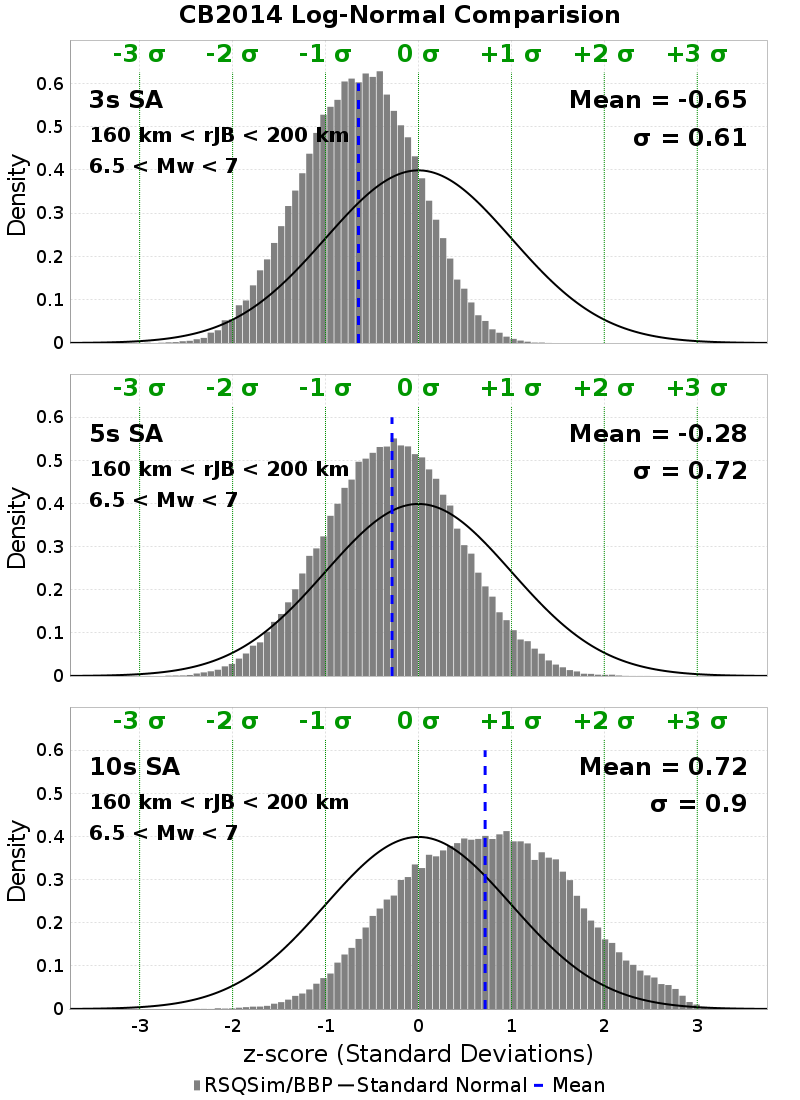 CB2014 Log-Normal Comparision
-3 σ -2 σ -1 σ 0 σ +1 σ +2 σ +3 σ
0.6
3s SA Mean = -0.65
0.5
160 km < rJB < 200 km σ = 0.61
6.5 < Mw < 7
0.4
0.3
Density
0.2
0.1
0
-3 σ -2 σ -1 σ 0 σ +1 σ +2 σ +3 σ
0.6
5s SA Mean = -0.28
0.5
160 km < rJB < 200 km σ = 0.72
6.5 < Mw < 7
0.4
0.3
Density
0.2
0.1
0
-3 σ -2 σ -1 σ 0 σ +1 σ +2 σ +3 σ
0.6
10s SA Mean = 0.72
0.5
160 km < rJB < 200 km σ = 0.9
6.5 < Mw < 7
0.4
0.3
Density
0.2
0.1
0
-3 -2 -1 0 1 2 3
z-score (Standard Deviations)
RSQSim/BBP Standard Normal Mean